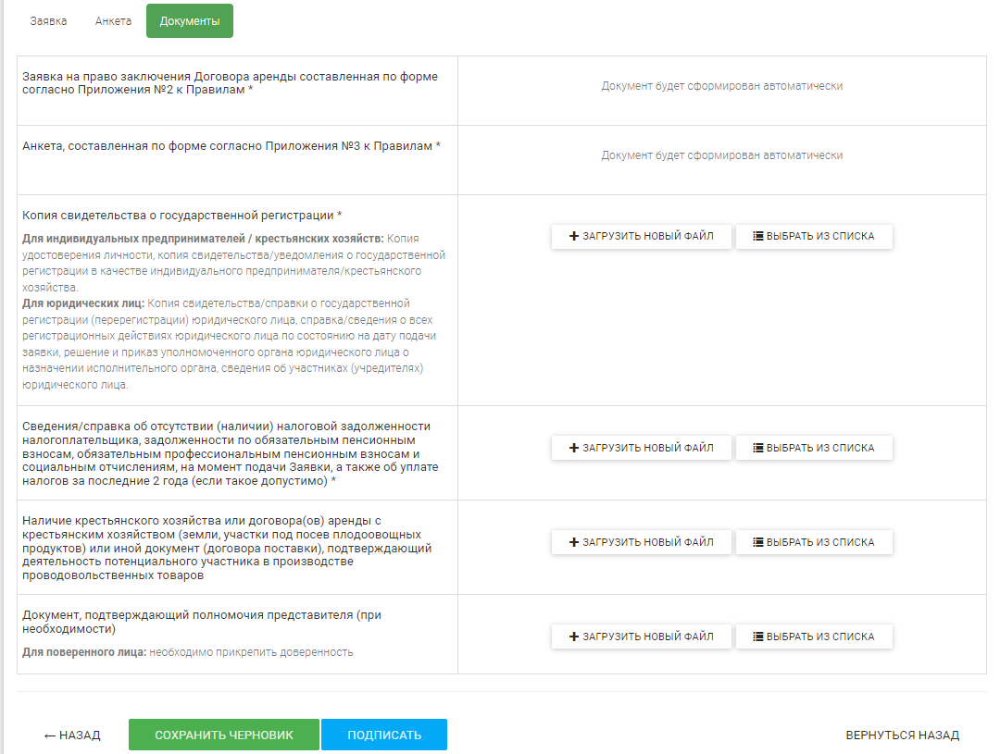 Заявка Анкета Документы
Заявка на право заключения Договора аренды составленная по форме
согласно Приложения №2 к Правилам *
Документ будет сформирован автоматически
Анкета, составленная по форме согласно Приложения №3 к Правилам *
Документ будет сформирован автоматически
Копия свидетельства о государственной регистрации *
Для индивидуальных предпринимателей / крестьянских хозяйств: Копия
удостоверения личности, копия свидетельства/уведомления о государственной
регистрации в качестве индивидуального предпринимателя/крестьянского
хозяйства.
Для юридических лиц: Копия свидетельства/справки о государственной
регистрации (перерегистрации) юридического лица, справка/сведения о всех
регистрационных действиях юридического лица по состоянию на дату подачи
заявки, решение и приказ уполномоченного органа юридического лица о
назначении исполнительного органа, сведения об участниках (учредителях)
юридического лица.
ЗАГРУЗИТЬ НОВЫЙ ФАЙЛ ВЫБРАТЬ ИЗ СПИСКА
Сведения/справка об отсутствии (наличии) налоговой задолженности
налогоплательщика, задолженности по обязательным пенсионным
взносам, обязательным профессиональным пенсионным взносам и
социальным отчислениям, на момент подачи Заявки, а также об уплате
налогов за последние 2 года (если такое допустимо) *
ЗАГРУЗИТЬ НОВЫЙ ФАЙЛ ВЫБРАТЬ ИЗ СПИСКА
Наличие крестьянского хозяйства или договора(ов) аренды с
крестьянским хозяйством (земли, участки под посев плодоовощных
продуктов) или иной документ (договора поставки), подтверждающий
деятельность потенциального участника в производстве
проводовольственных товаров
ЗАГРУЗИТЬ НОВЫЙ ФАЙЛ ВЫБРАТЬ ИЗ СПИСКА
Документ, подтверждающий полномочия представителя (при
необходимости)
Для поверенного лица: необходимо прикрепить доверенность
ЗАГРУЗИТЬ НОВЫЙ ФАЙЛ ВЫБРАТЬ ИЗ СПИСКА
← НАЗАД СОХРАНИТЬ ЧЕРНОВИК ПОДПИСАТЬ ВЕРНУТЬСЯ НАЗАД